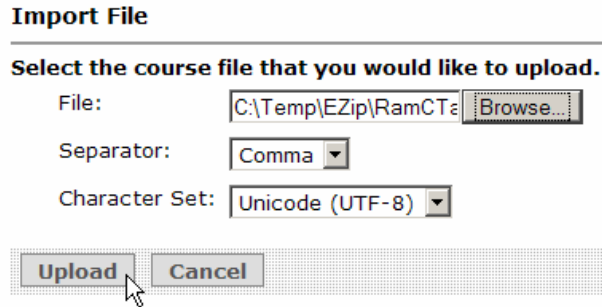 Import File
Select the course file that you would like to upload.
File: C:\Temp\EZip\RamCTa Browse...
Separator: Comma
Character Set: Unicode (UTF-8)
Upload Cancel